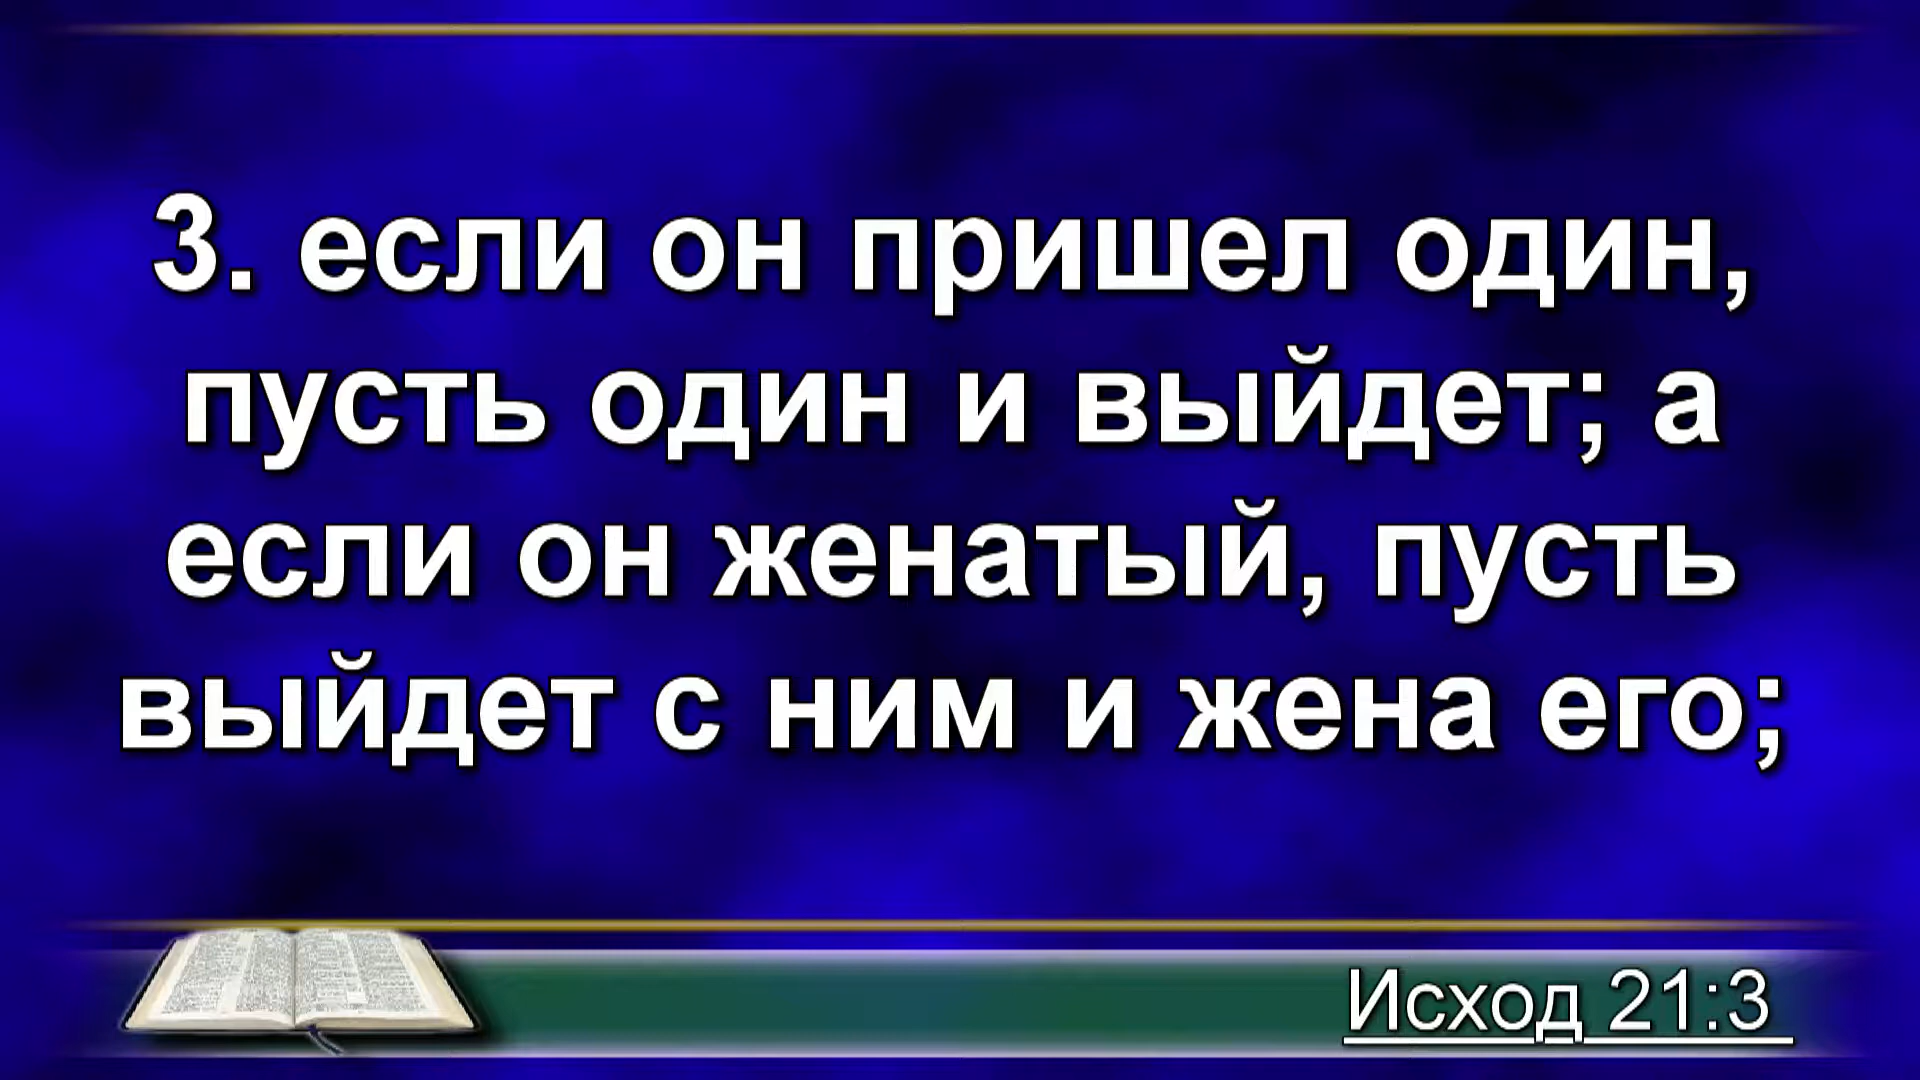 3. если он пришел один,
пусть один и выйдет; а
если он женатый, пусть
выйдет с ним и жена его;
Исход 21:3